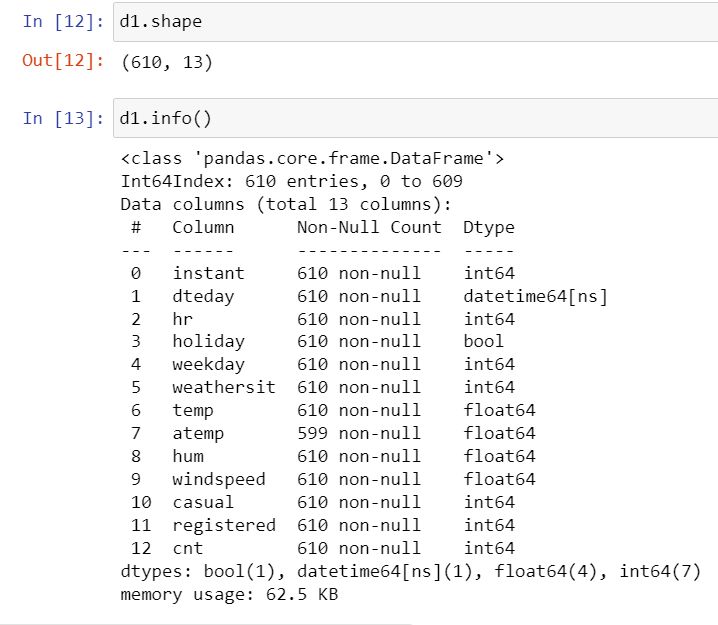 In [12]: d1.shape
Out[12]: (610, 13)
In [13]: d1.info()
<class 'pandas.core.frame.DataFrame'>
Int64Index: 610 entries, 0 to 609
Data columns (total 13 columns):
 #   Column      Non-Null Count  Dtype
---  ------      --------------  -----
 0   instant     610 non-null    int64
 1   dteday      610 non-null    datetime64[ns]
 2   hr          610 non-null    int64
 3   holiday     610 non-null    bool
 4   weekday     610 non-null    int64
 5   weathersit  610 non-null    int64
 6   temp        610 non-null    float64
 7   atemp       599 non-null    float64
 8   hum         610 non-null    float64
 9   windspeed   610 non-null    float64
 10  casual      610 non-null    int64
 11  registered  610 non-null    int64
 12  cnt         610 non-null    int64
dtypes: bool(1), datetime64[ns](1), float64(4), int64(7)
memory usage: 62.5 KB